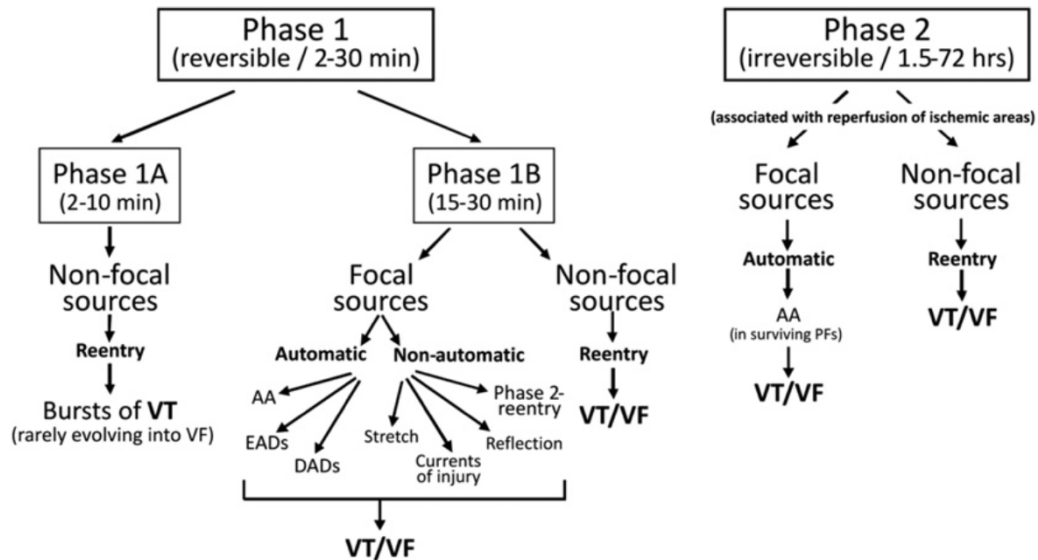 Phase 1
(reversible / 2-30 min)
Phase 1A
(2-10 min)
Non-focal
sources
Reentry
Bursts of VT
(rarely evolving into VF)
Phase 1B
(15-30 min)
Focal
sources
Automatic
AA
EADs
DADs
Non-automatic
Stretch
Currents
of injury
Reflection
Phase 2-
reentry
VT/VF
Non-focal
sources
Reentry
VT/VF
Phase 2
(irreversible / 1.5-72 hrs)
(associated with reperfusion of ischemic areas)
Focal
sources
Automatic
AA
(in surviving PFs)
VT/VF
Non-focal
sources
Reentry
VT/VF